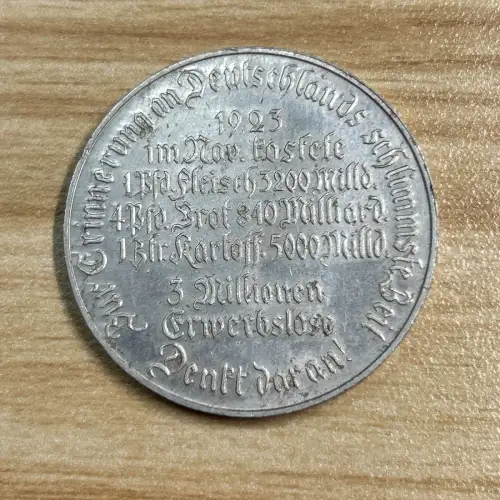 Zur Erinnerung an Deutschlands schlimmste Zeit
1923
im Nov. kostete
1 Pfd. Fleisch 3200 Milld.
4 Pfd. Brot 840 Milliard.
1 Ztr. Kartoff. 5000 Milld.
3 Millionen
Erwerbslose
Denkt daran!